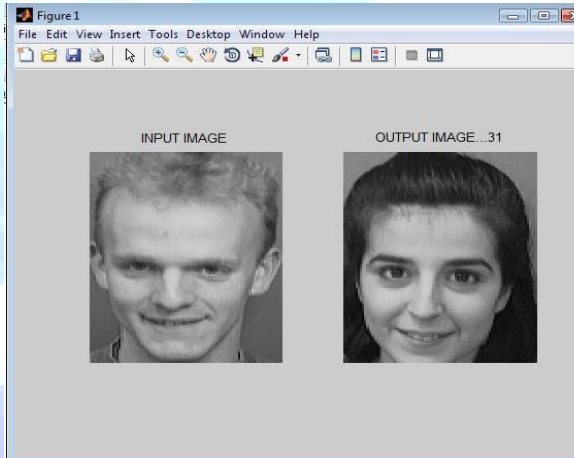 Figure 1
File Edit View Insert Tools Desktop Window Help
INPUT IMAGE
OUTPUT IMAGE...31